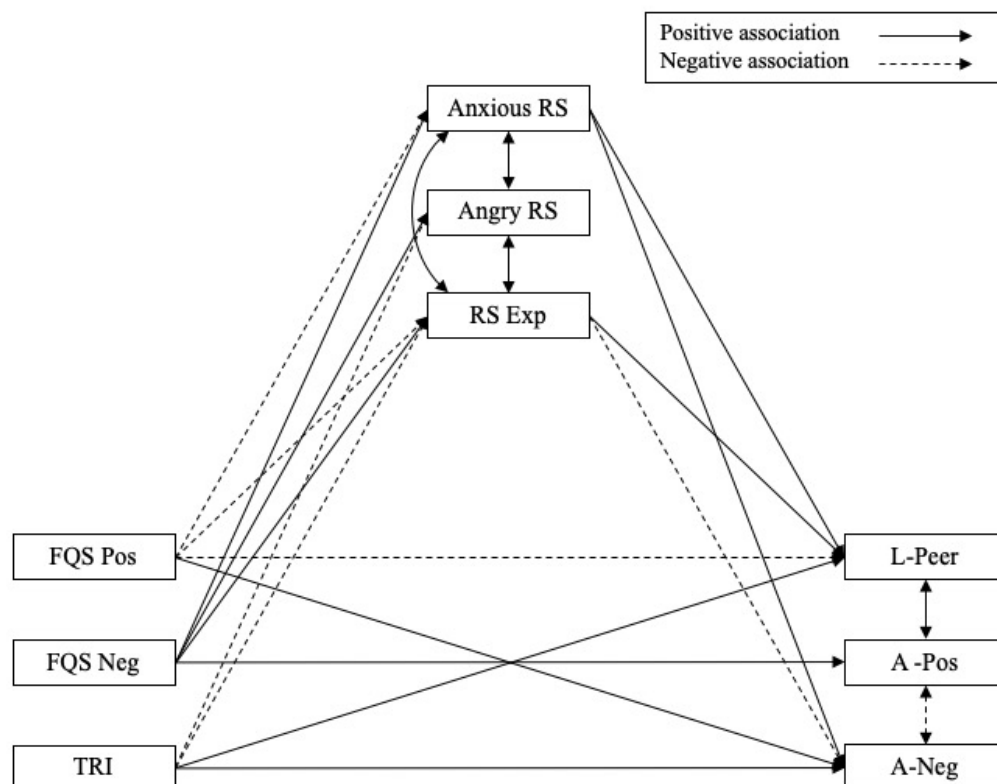 Positive association
Negative association
Anxious RS
Angry RS
RS Exp
FQS Pos
L-Peer
FQS Neg
A -Pos
TRI
A-Neg